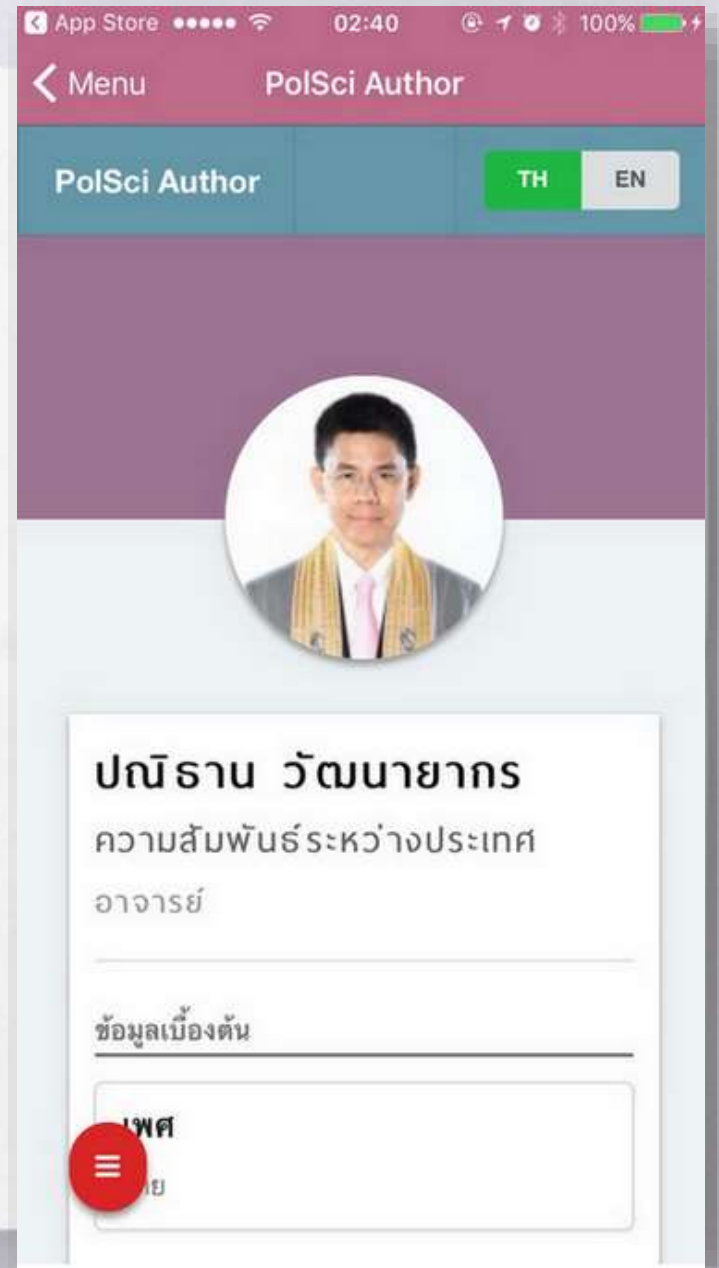 App Store 02:40 100%
Menu PolSci Author
PolSci Author TH EN
ปณิธาน วัฒนายากร
ความสัมพันธ์ระหว่างประเทศ
อาจารย์
ข้อมูลเบื้องต้น
เพศ